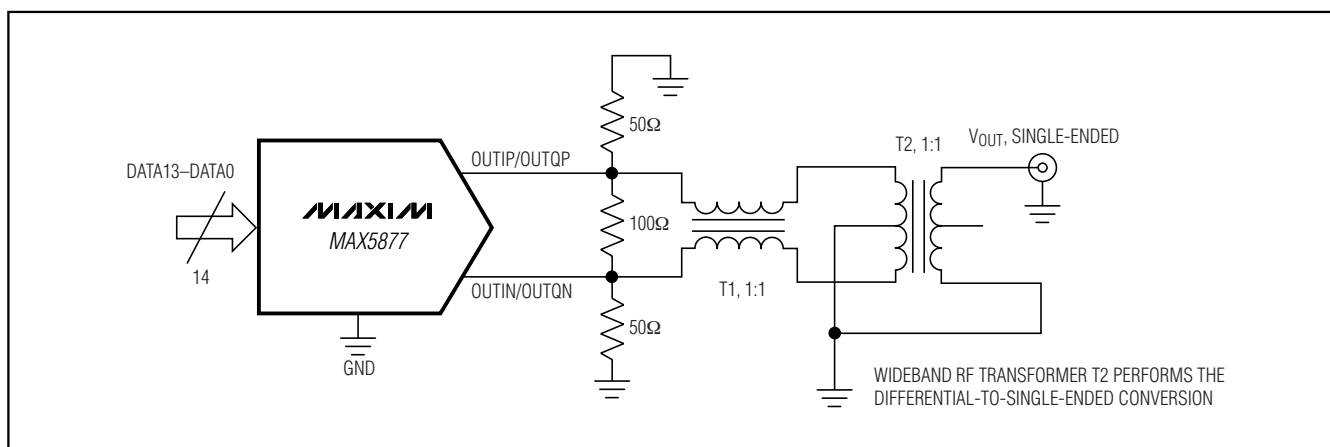 50Ω
T2, 1:1
VOUT, SINGLE-ENDED
DATA13–DATA0
OUTIP/OUTQP
MAXIM
MAX5877
100Ω
14
OUTIN/OUTQN
T1, 1:1
50Ω
GND
WIDEBAND RF TRANSFORMER T2 PERFORMS THE
DIFFERENTIAL-TO-SINGLE-ENDED CONVERSION